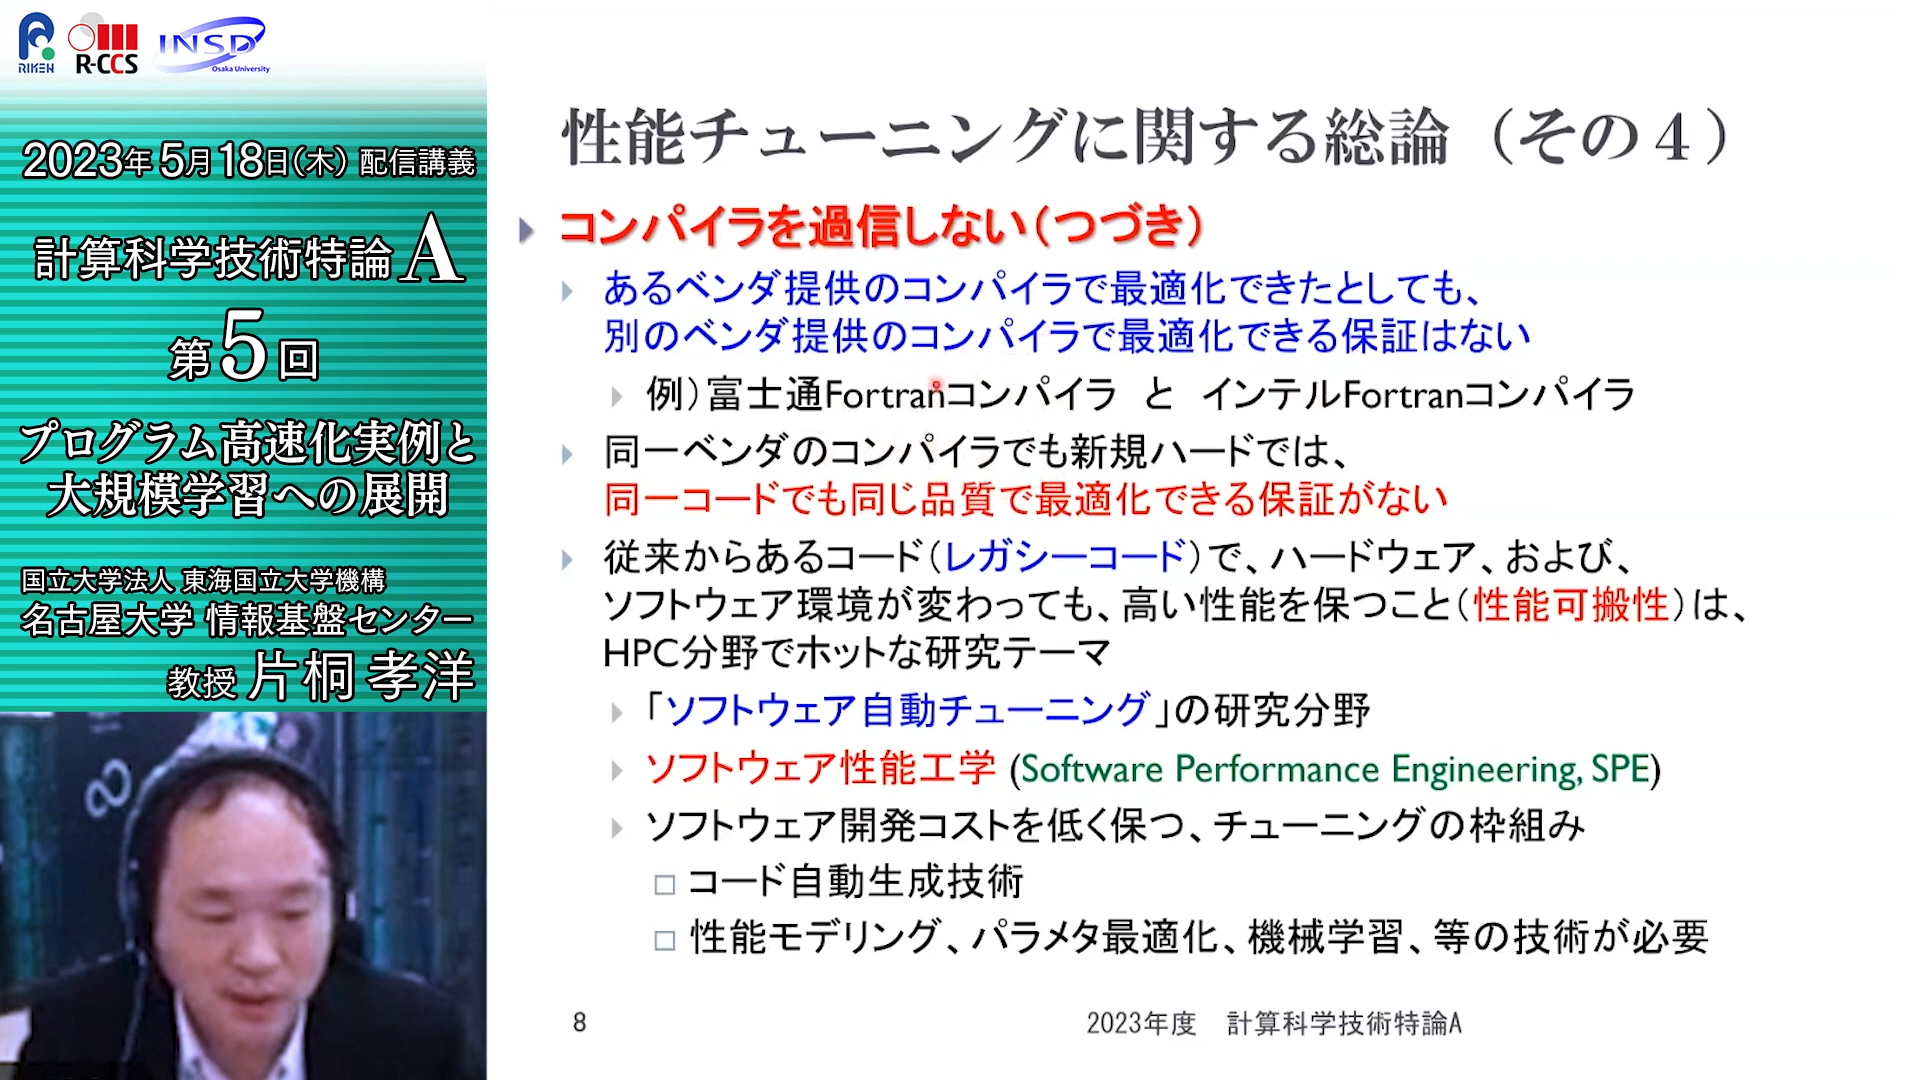 RIKEN
R-CCS
INSD
Osaka University
2023年5月18日(木) 配信講義
計算科学技術特論 A
第5回
プログラム高速化実例と
大規模学習への展開
国立大学法人 東海国立大学機構
名古屋大学 情報基盤センター
教授 片桐 孝洋
性能チューニングに関する総論（その４）
コンパイラを過信しない（つづき）
あるベンダ提供のコンパイラで最適化できたとしても、
別のベンダ提供のコンパイラで最適化できる保証はない
例）富士通Fortranコンパイラ と インテルFortranコンパイラ
同一ベンダのコンパイラでも新規ハードでは、
同一コードでも同じ品質で最適化できる保証がない
従来からあるコード（レガシーコード）で、ハードウェア、および、
ソフトウェア環境が変わっても、高い性能を保つこと（性能可搬性）は、
HPC分野でホットな研究テーマ
「ソフトウェア自動チューニング」の研究分野
ソフトウェア性能工学 (Software Performance Engineering, SPE)
ソフトウェア開発コストを低く保つ、チューニングの枠組み
コード自動生成技術
性能モデリング、パラメタ最適化、機械学習、等の技術が必要
8
2023年度　計算科学技術特論A